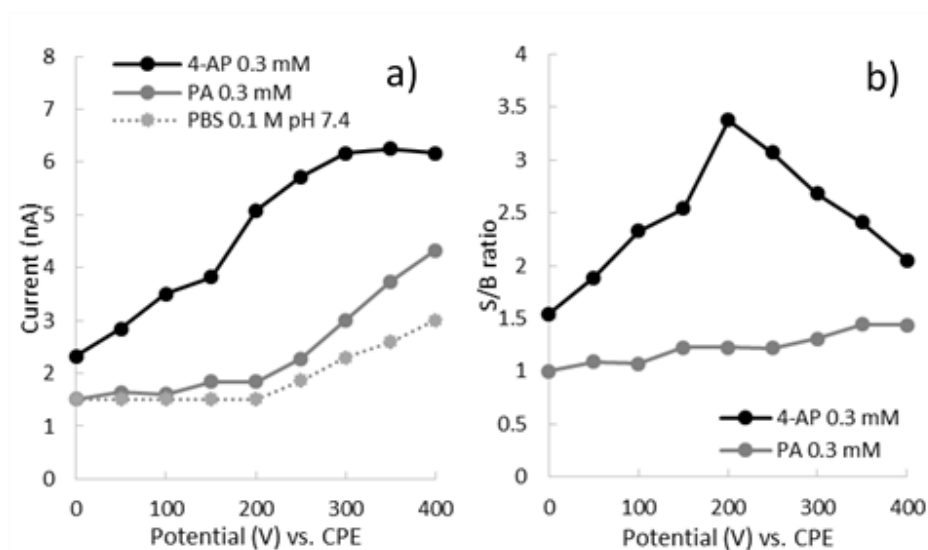 a)
8
7
6
5
4
3
2
1
0
Current (nA)
4-AP 0.3 mM
PA 0.3 mM
PBS 0.1 M pH 7.4
0 100 200 300 400
Potential (V) vs. CPE
b)
4
3.5
3
2.5
2
1.5
1
0.5
0
S/B ratio
4-AP 0.3 mM
PA 0.3 mM
0 100 200 300 400
Potential (V) vs. CPE